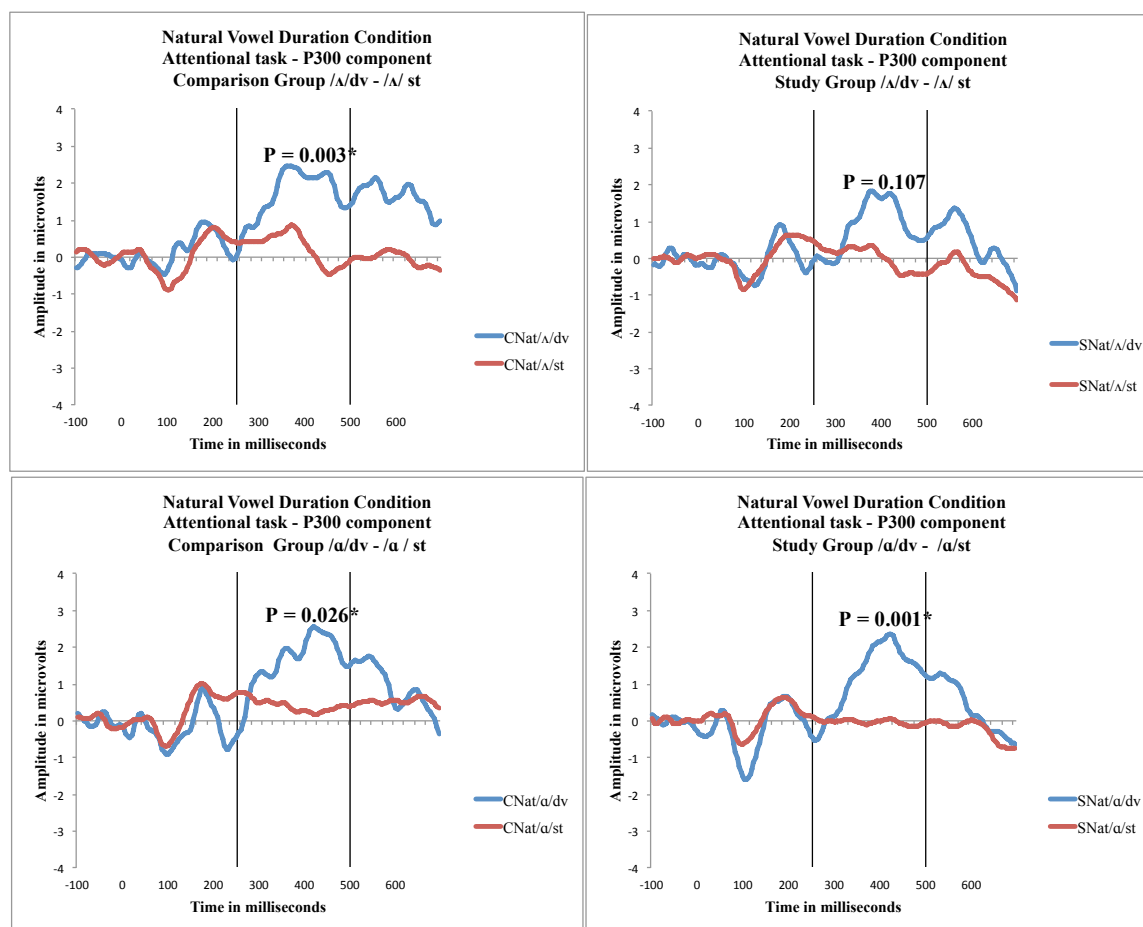 Natural Vowel Duration Condition
Attentional task - P300 component
Comparison Group /ʌ/dv - /ʌ/ st
4
3
2
1
0
-1
-2
-3
-4
Amplitude in microvolts
P = 0.003*
CNat/ʌ/dv
CNat/ʌ/st
-100 0 100 200 300 400 500 600
Time in milliseconds
Natural Vowel Duration Condition
Attentional task - P300 component
Study Group /ʌ/dv - /ʌ/ st
4
3
2
1
0
-1
-2
-3
-4
Amplitude in microvolts
P = 0.107
SNat/ʌ/dv
SNat/ʌ/st
-100 0 100 200 300 400 500 600
Time in milliseconds
Natural Vowel Duration Condition
Attentional task - P300 component
Comparison Group /ɑ/dv - /ɑ / st
4
3
2
1
0
-1
-2
-3
-4
Amplitude in microvolts
P = 0.026*
CNat/ɑ/dv
CNat/ɑ/st
-100 0 100 200 300 400 500 600
Time in milliseconds
Natural Vowel Duration Condition
Attentional task - P300 component
Study Group /ɑ/dv - /ɑ/st
4
3
2
1
0
-1
-2
-3
-4
Amplitude in microvolts
P = 0.001*
SNat/ɑ/dv
SNat/ɑ/st
-100 0 100 200 300 400 500 600
Time in milliseconds